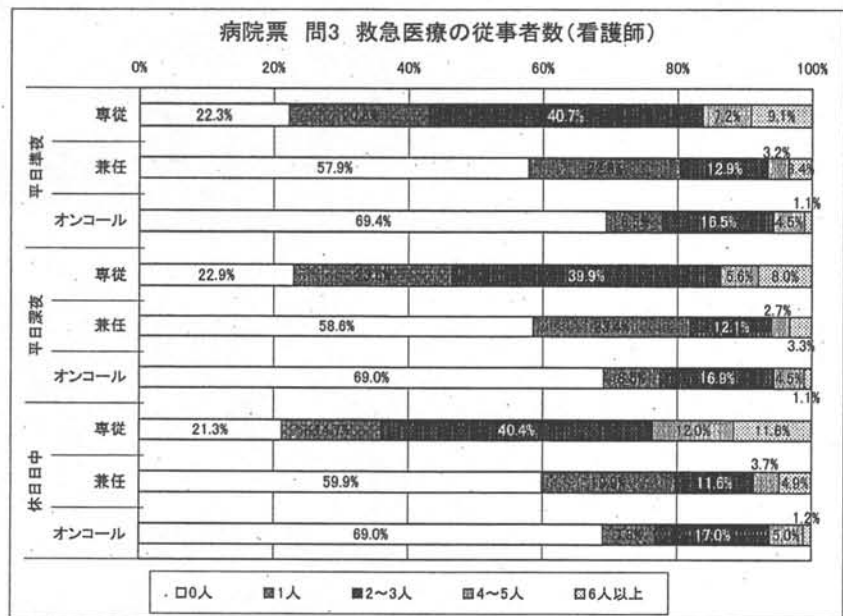 病院票 問3 救急医療の従事者数(看護師)
0% 20% 40% 60% 80% 100%
平日準夜
専従 22.3% 40.7% 7.2% 9.1%
3.2%
兼任 57.9% 12.9% 3.4%
1.1%
オンコール 69.4% 16.5% 4.5%
平日深夜
専従 22.9% 39.9% 5.6% 8.0%
2.7%
兼任 58.6% 23.4% 12.1%
3.3%
オンコール 69.0% 16.9% 4.5%
1.1%
休日日中
専従 21.3% 40.4% 12.0% 11.6%
3.7%
兼任 59.9% 11.6% 4.9%
1.2%
オンコール 69.0% 17.0% 5.0%
□0人 1人 2～3人 4～5人 6人以上